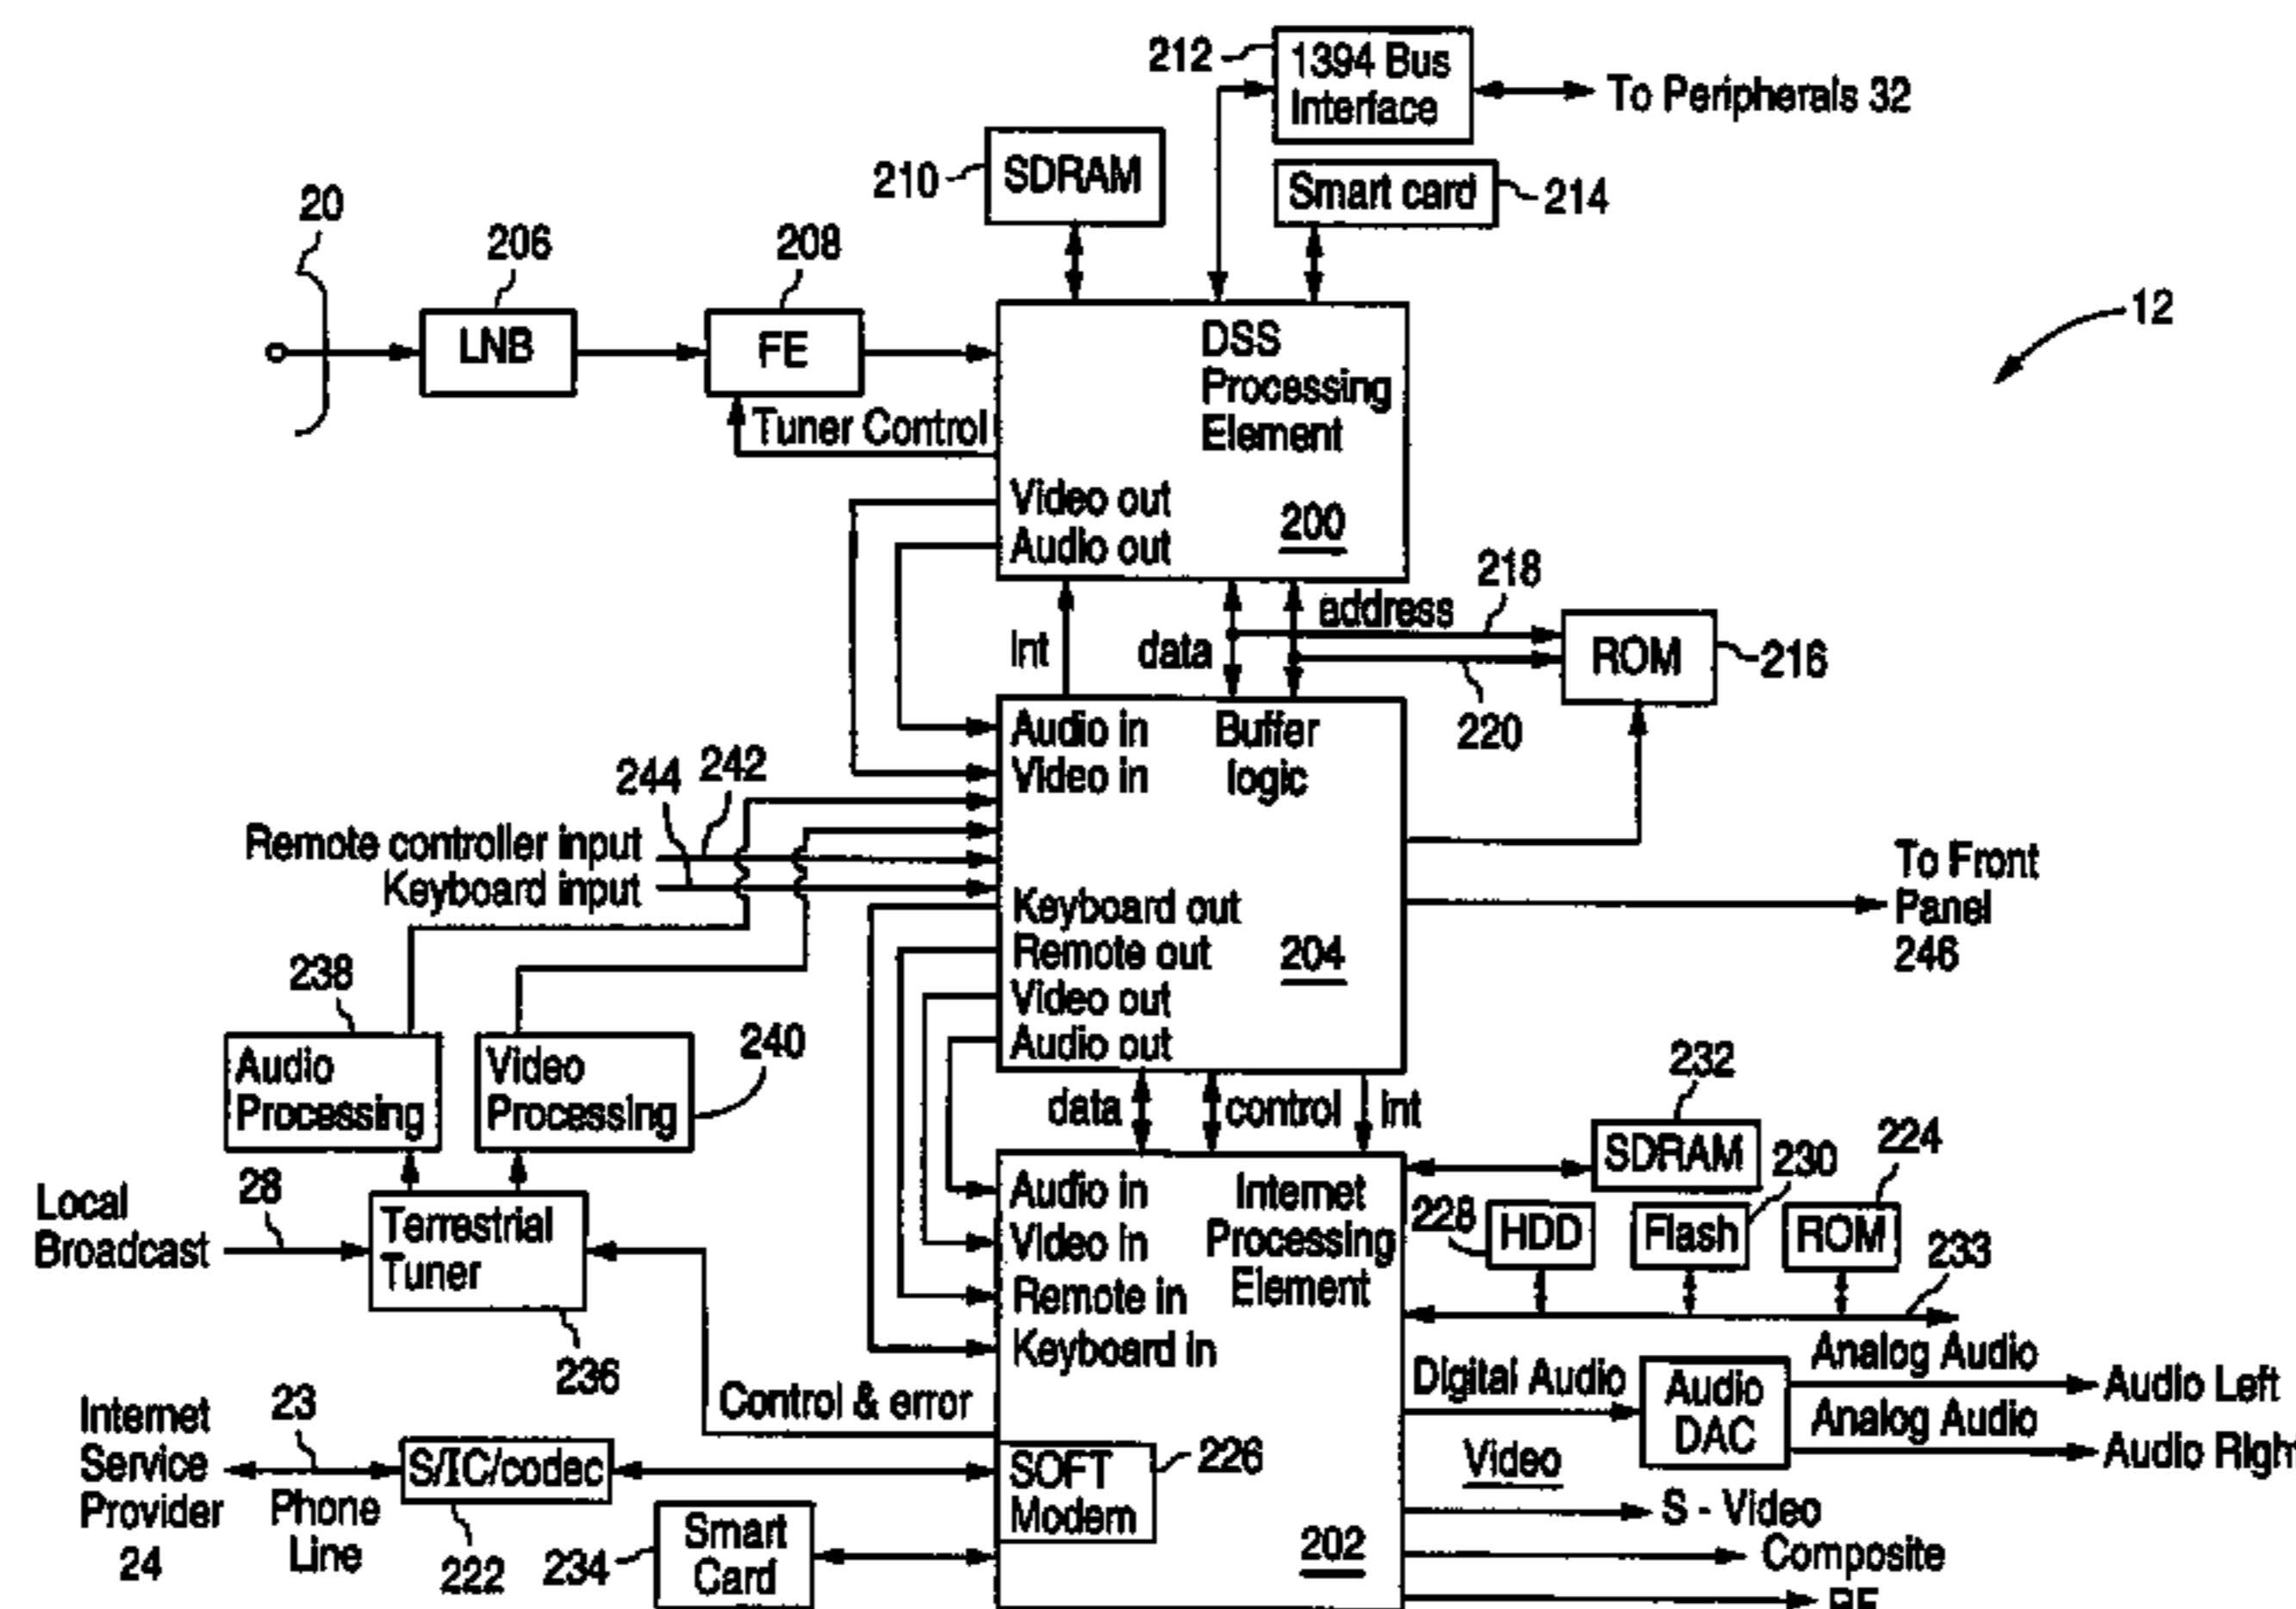 212
1394 Bus
Interface
To Peripherals 32
210
SDRAM
Smart card
214
20
206
208
12
LNB
FE
DSS
Processing
Element
Tuner Control
Video out
Audio out
200
218
address
Int
data
ROM
216
220
Audio in
Video in
Buffer
logic
244
242
Remote controller input
Keyboard input
To Front
Panel
246
Keyboard out
Remote out
Video out
Audio out
204
238
Audio
Processing
Video
Processing
240
data
control
Int
232
SDRAM
224
230
Local
Broadcast
28
Terrestrial
Tuner
236
Audio in
Video in
Remote in
Keyboard in
Internet
Processing
Element
228
HDD
Flash
ROM
233
Control & error
Digital Audio
Audio
DAC
Analog Audio
Audio Left
Analog Audio
Audio Right
Internet
Service
Provider
24
23
Phone
Line
S/IC/codec
222
SOFT
Modem
226
Video
S - Video
234
Smart
Card
202
Composite
RF